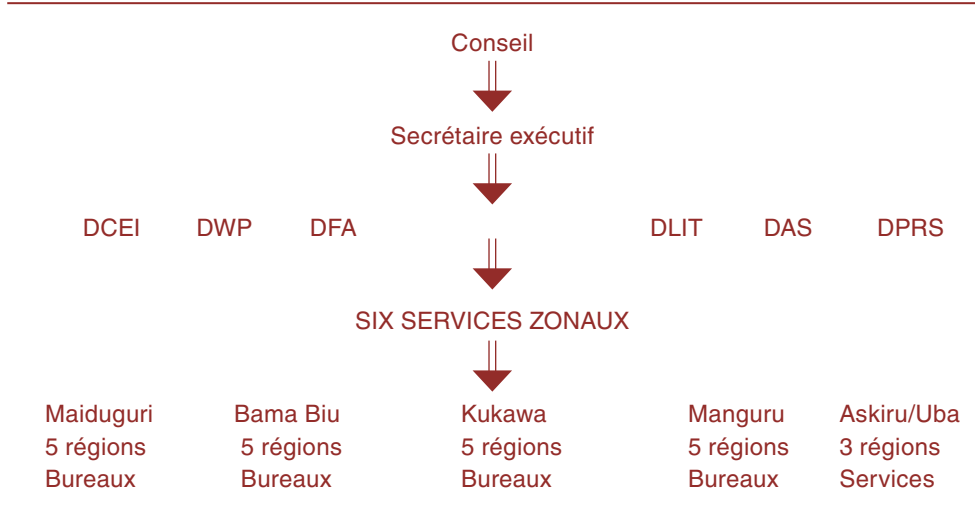 Conseil
Secrétaire exécutif
DCEI DWP DFA DLIT DAS DPRS
SIX SERVICES ZONAUX
Maiduguri Bama Biu Kukawa Manguru Askiru/Uba
5 régions 5 régions 5 régions 5 régions 3 régions
Bureaux Bureaux Bureaux Bureaux Services